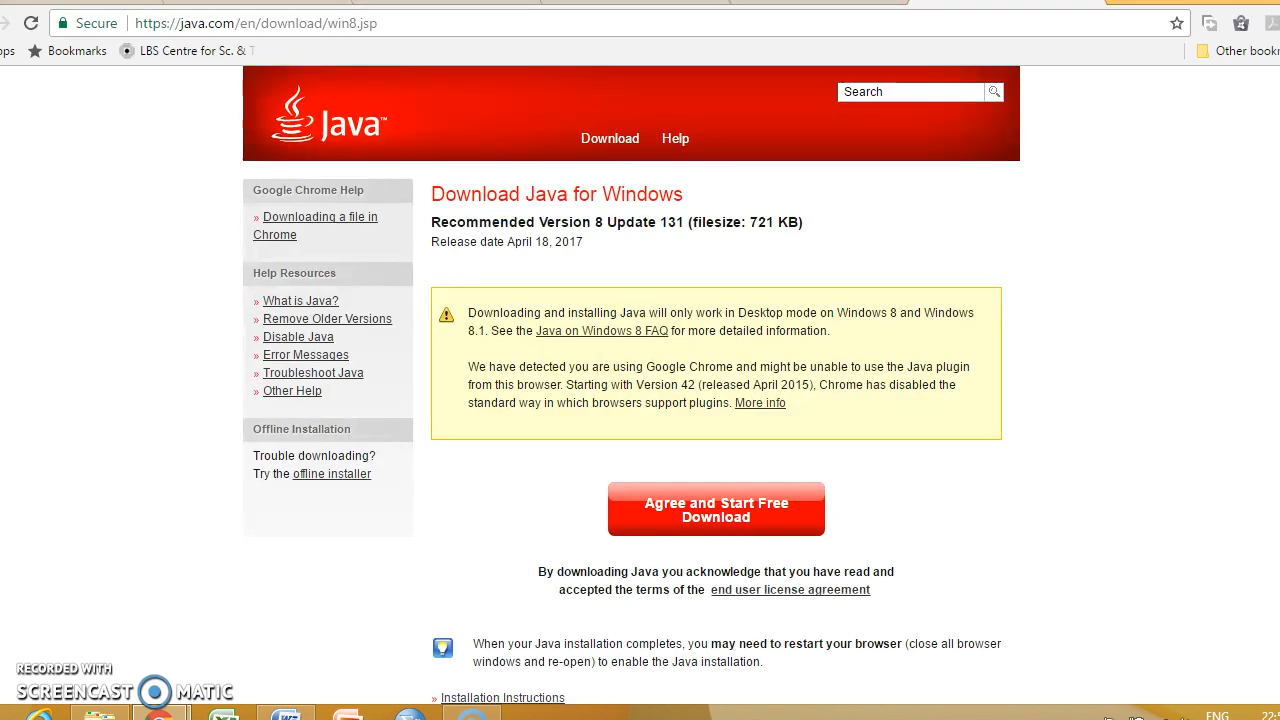 Secure
https://java.com/en/download/win8.jsp
Bookmarks
LBS Centre for Sc. &
Java™
Search
Download
Help
Google Chrome Help
» Downloading a file in
Chrome
Help Resources
» What is Java?
» Remove Older Versions
» Disable Java
» Error Messages
» Troubleshoot Java
» Other Help
Offline Installation
Trouble downloading?
Try the offline installer
Download Java for Windows
Recommended Version 8 Update 131 (filesize: 721 KB)
Release date April 18, 2017
Downloading and installing Java will only work in Desktop mode on Windows 8 and Windows
8.1. See the Java on Windows 8 FAQ for more detailed information.
We have detected you are using Google Chrome and might be unable to use the Java plugin
from this browser. Starting with Version 42 (released April 2015), Chrome has disabled the
standard way in which browsers support plugins. More info
Agree and Start Free
Download
By downloading Java you acknowledge that you have read and
accepted the terms of the end user license agreement
When your Java installation completes, you may need to restart your browser (close all browser
windows and re-open) to enable the Java installation.
» Installation Instructions
RECORDED WITH
SCREENCAST MATIC
ENG